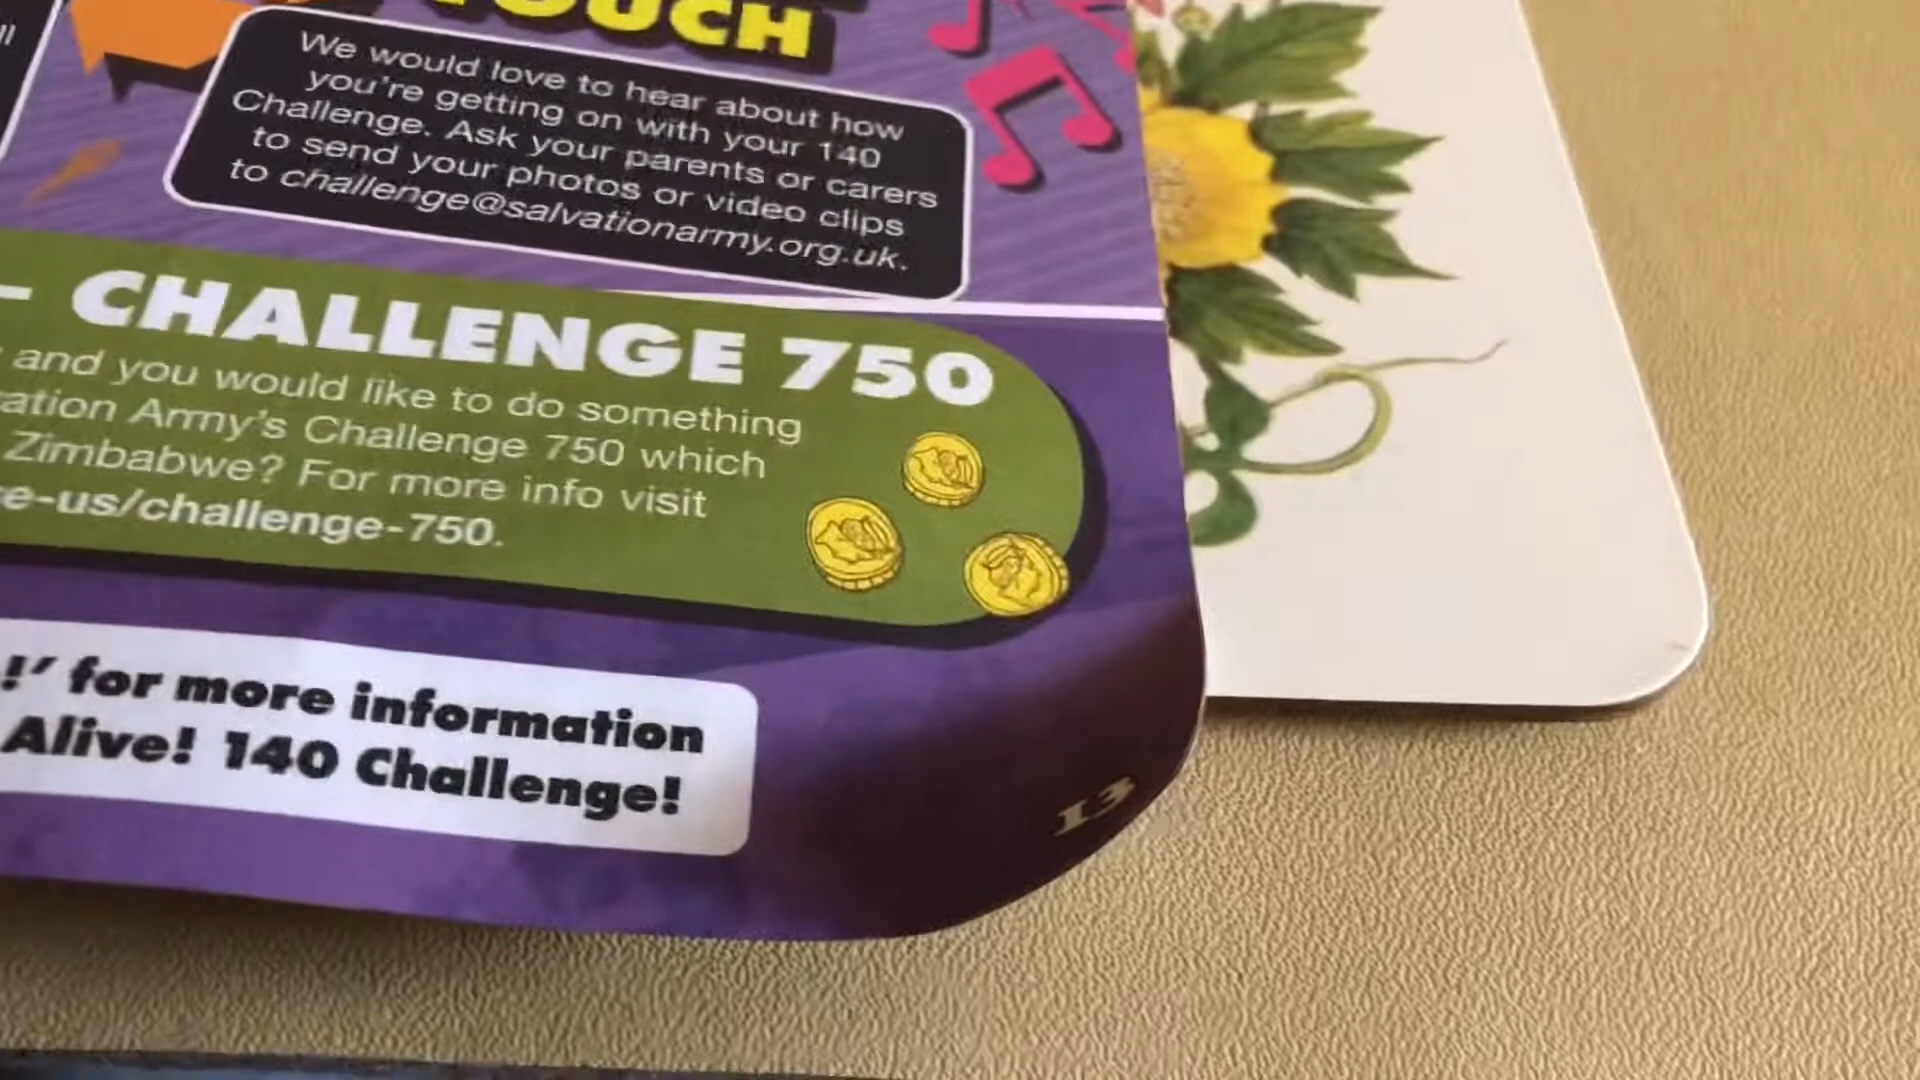 TOUCH
We would love to hear about how
you're getting on with your 140
Challenge. Ask your parents or carers
to send your photos or video clips
to challenge@salvationarmy.org.uk.
– CHALLENGE 750
and you would like to do something
Army's Challenge 750 which
Zimbabwe? For more info visit
e-us/challenge-750.
!' for more information
Alive! 140 Challenge!
13